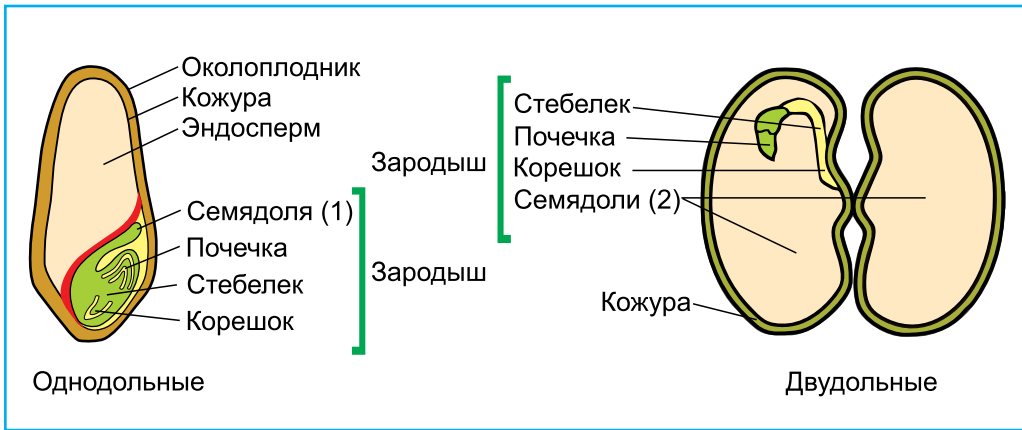 Околоплодник
Кожура
Эндосперм
Зародыш
Семядоля (1)
Почечка
Стебелек
Корешок
Зародыш
Стебелек
Почечка
Корешок
Семядоли (2)
Кожура
Однодольные
Двудольные